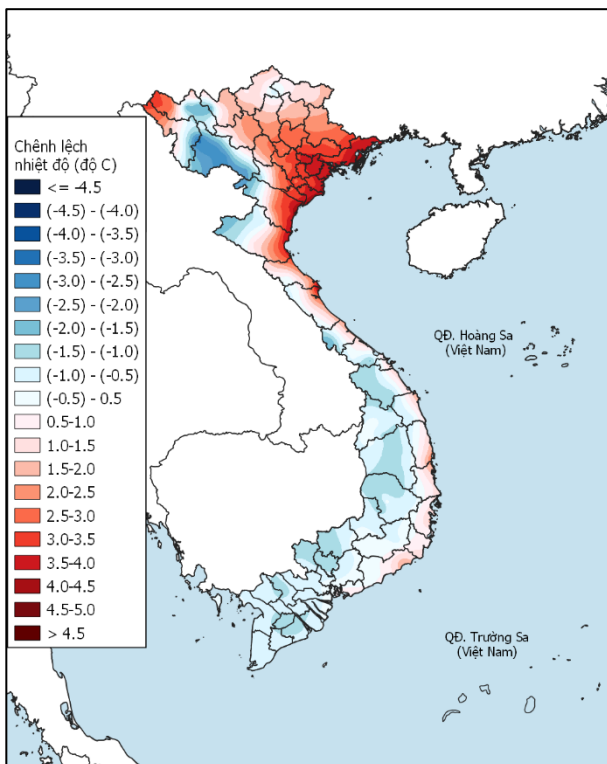 Chênh lệch
nhiệt độ (độ C)
<= -4.5
(-4.5) - (-4.0)
(-4.0) - (-3.5)
(-3.5) - (-3.0)
(-3.0) - (-2.5)
(-2.5) - (-2.0)
(-2.0) - (-1.5)
(-1.5) - (-1.0)
(-1.0) - (-0.5)
(-0.5) - 0.5
0.5-1.0
1.0-1.5
1.5-2.0
2.0-2.5
2.5-3.0
3.0-3.5
3.5-4.0
4.0-4.5
4.5-5.0
> 4.5
QĐ. Hoàng Sa
(Việt Nam)
QĐ. Trường Sa
(Việt Nam)